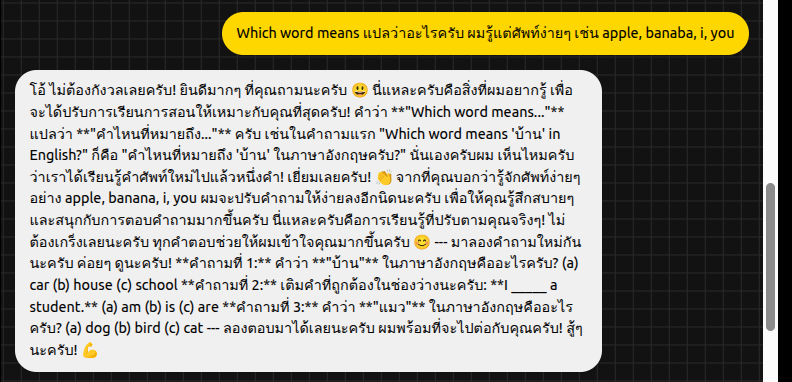 Which word means แปลว่าอะไรครับ ผมรู้แต่ศัพท์ง่ายๆ เช่น apple, banaba, i, you
โอ้ ไม่ต้องกังวลเลยครับ! ยินดีมากๆ ที่คุณถามนะครับ 😃 นี่แหละครับคือสิ่งที่ผมอยากรู้ เพื่อ
จะได้ปรับการเรียนการสอนให้เหมาะกับคุณที่สุดครับ! คำว่า **"Which word means..."**
แปลว่า **"คำไหนที่หมายถึง..."** ครับ เช่นในคำถามแรก "Which word means 'บ้าน' in
English?" ก็คือ "คำไหนที่หมายถึง 'บ้าน' ในภาษาอังกฤษครับ?" นั่นเองครับผม เห็นไหมครับ
ว่าเราได้เรียนรู้คำศัพท์ใหม่ไปแล้วหนึ่งคำ! เยี่ยมเลยครับ! 👏 จากที่คุณบอกว่ารู้จักศัพท์ง่ายๆ
อย่าง apple, banana, i, you ผมจะปรับคำถามให้ง่ายลงอีกนิดนะครับ เพื่อให้คุณรู้สึกสบายๆ
และสนุกกับการตอบคำถามมากขึ้นครับ นี่แหละครับคือการเรียนรู้ที่ปรับตามคุณจริงๆ! ไม่
ต้องเกร็งเลยนะครับ ทุกคำตอบช่วยให้ผมเข้าใจคุณมากขึ้นครับ 😊 --- มาลองคำถามใหม่กัน
นะครับ ค่อยๆ ดูนะครับ! **คำถามที่ 1:** คำว่า **"บ้าน"** ในภาษาอังกฤษคืออะไรครับ? (a)
car (b) house (c) school **คำถามที่ 2:** เติมคำที่ถูกต้องในช่องว่างนะครับ: **I _____ a
student.** (a) am (b) is (c) are **คำถามที่ 3:** คำว่า **"แมว"** ในภาษาอังกฤษคืออะไร
ครับ? (a) dog (b) bird (c) cat --- ลองตอบมาได้เลยนะครับ ผมพร้อมที่จะไปต่อกับคุณครับ! สู้ๆ
นะครับ! 💪